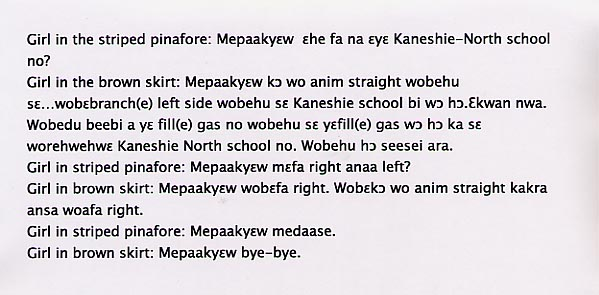 Girl in the striped pinafore: Mepaakyɛw ɛhe fa na ɛyɛ Kaneshie-North school
no?
Girl in the brown skirt: Mepaakyɛw kɔ wo anim straight wobehu
sɛ...wobɛbranch(e) left side wobehu sɛ Kaneshie school bi wɔ hɔ.Ɛkwan nwa.
Wobedu beebi a yɛ fill(e) gas no wobehu sɛ yɛfill(e) gas wɔ hɔ ka sɛ
worehwehwɛ Kaneshie North school no. Wobehu hɔ seesei ara.
Girl in striped pinafore: Mepaakyɛw mɛfa right anaa left?
Girl in brown skirt: Mepaakyɛw wobɛfa right. Wobɛkɔ wo anim straight kakra
ansa woafa right.
Girl in striped pinafore: Mepaakyɛw medaase.
Girl in brown skirt: Mepaakyɛw bye-bye.